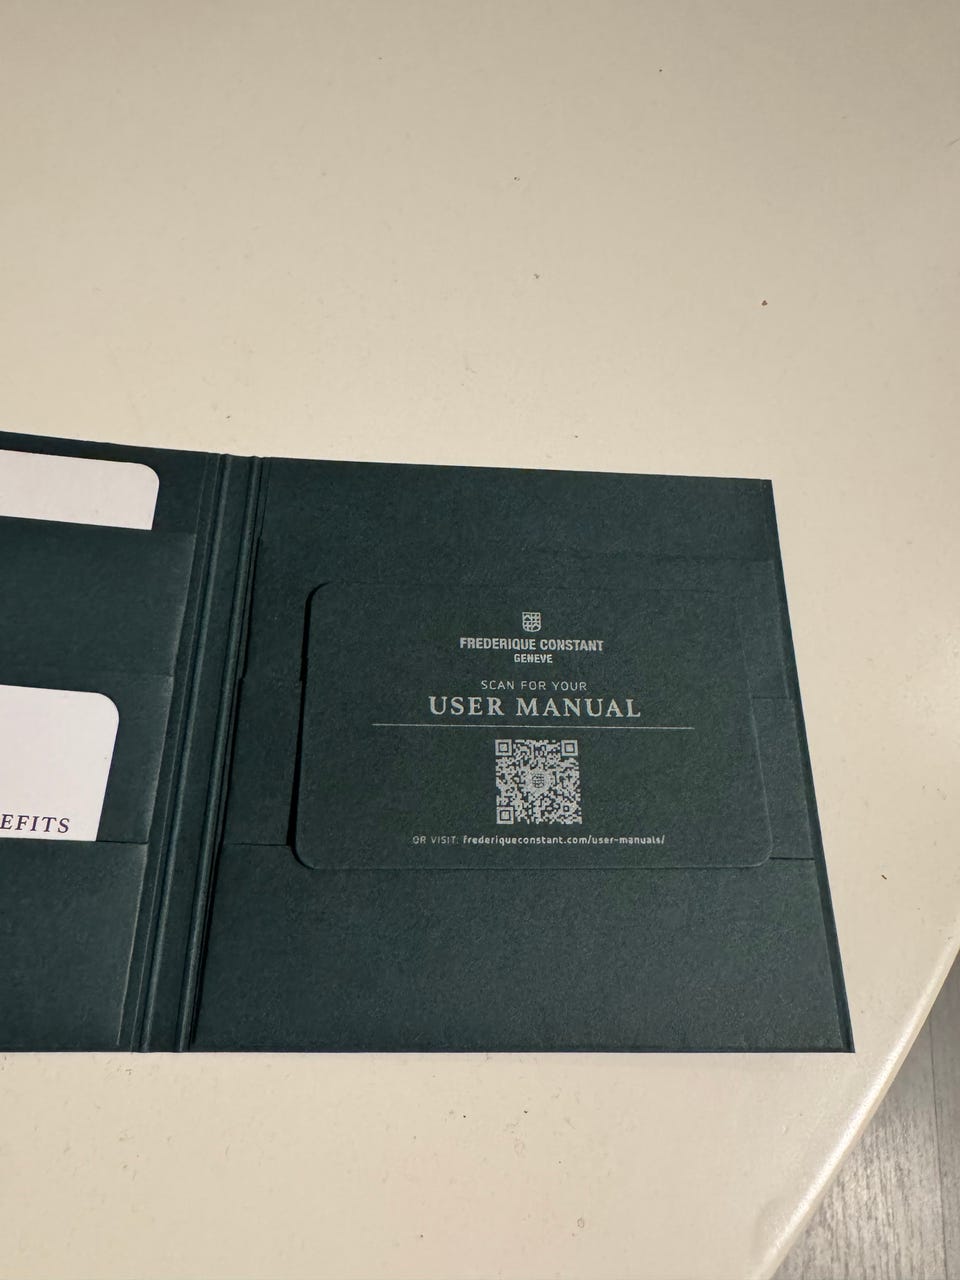 EFITS
FREDERIQUE CONSTANT
GENEVE
SCAN FOR YOUR
USER MANUAL
OR VISIT: frederiqueconstant.com/user-manuals/